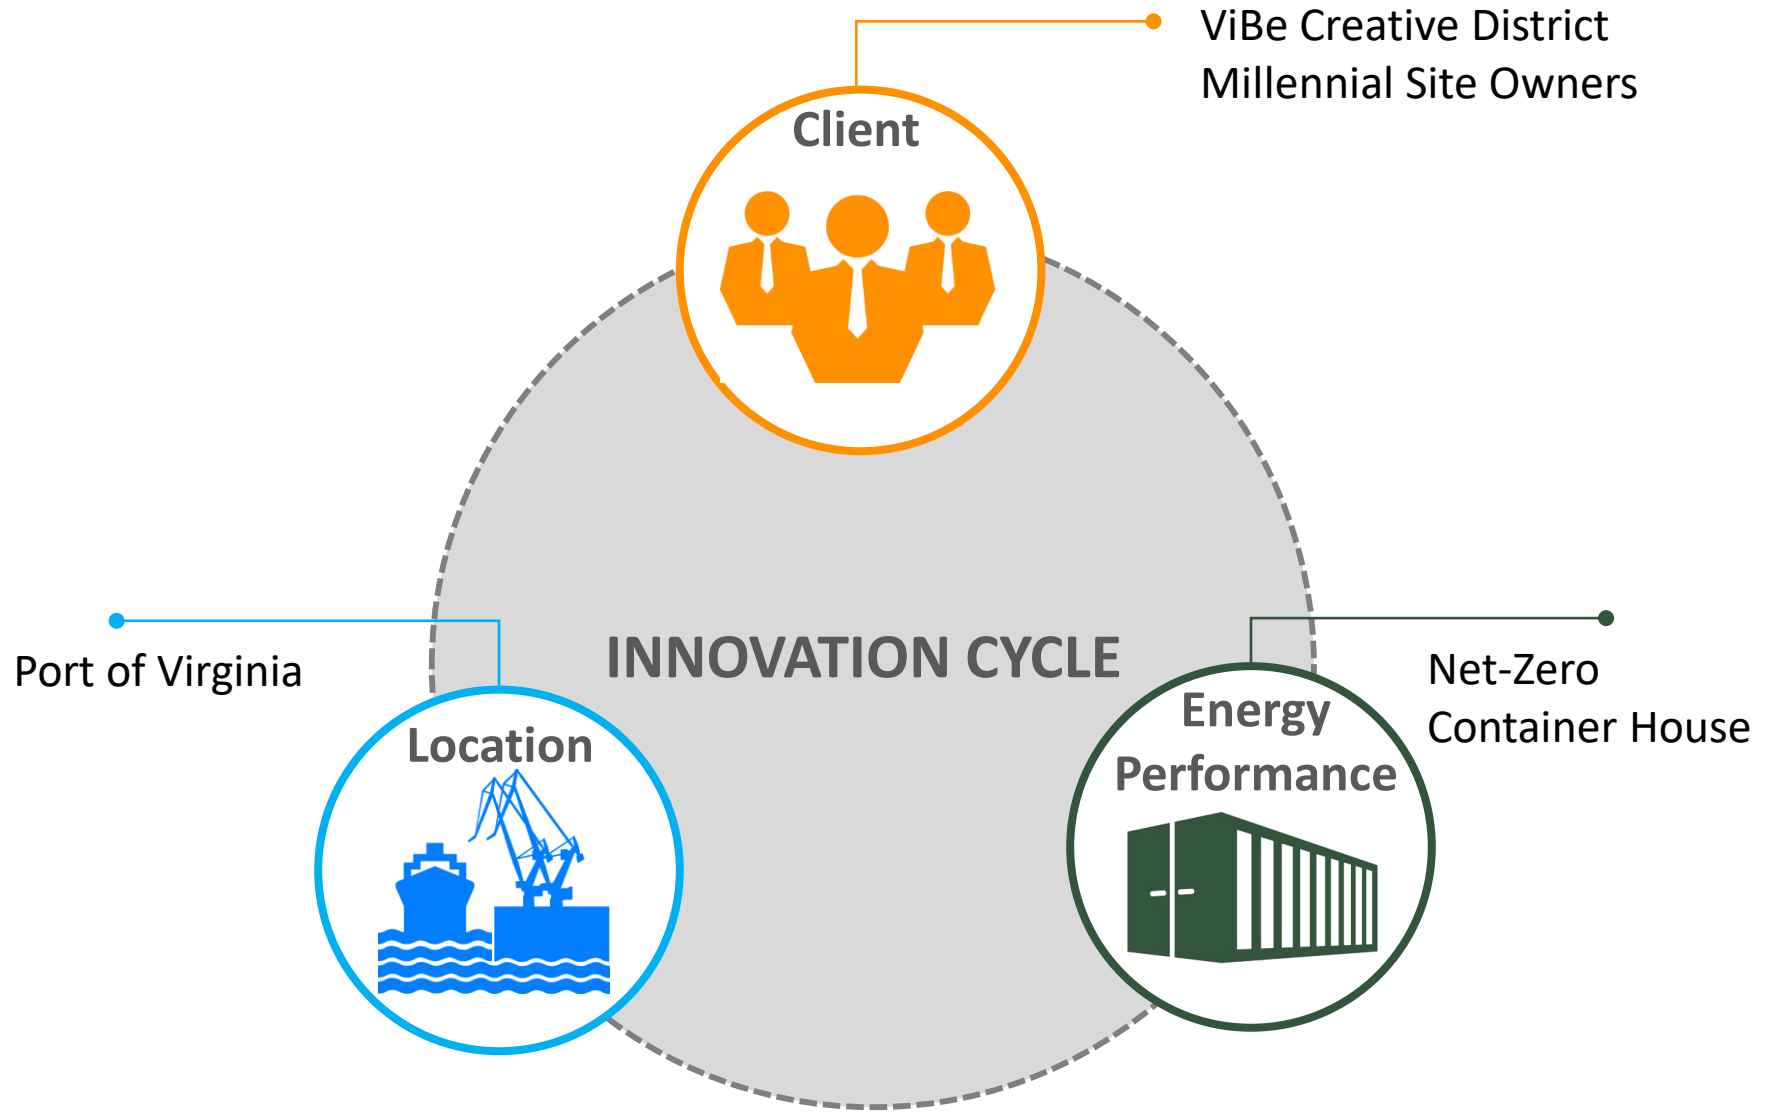 ViBe Creative District
Millennial Site Owners
Client
INNOVATION CYCLE
Port of Virginia
Location
Net-Zero
Container House
Energy
Performance